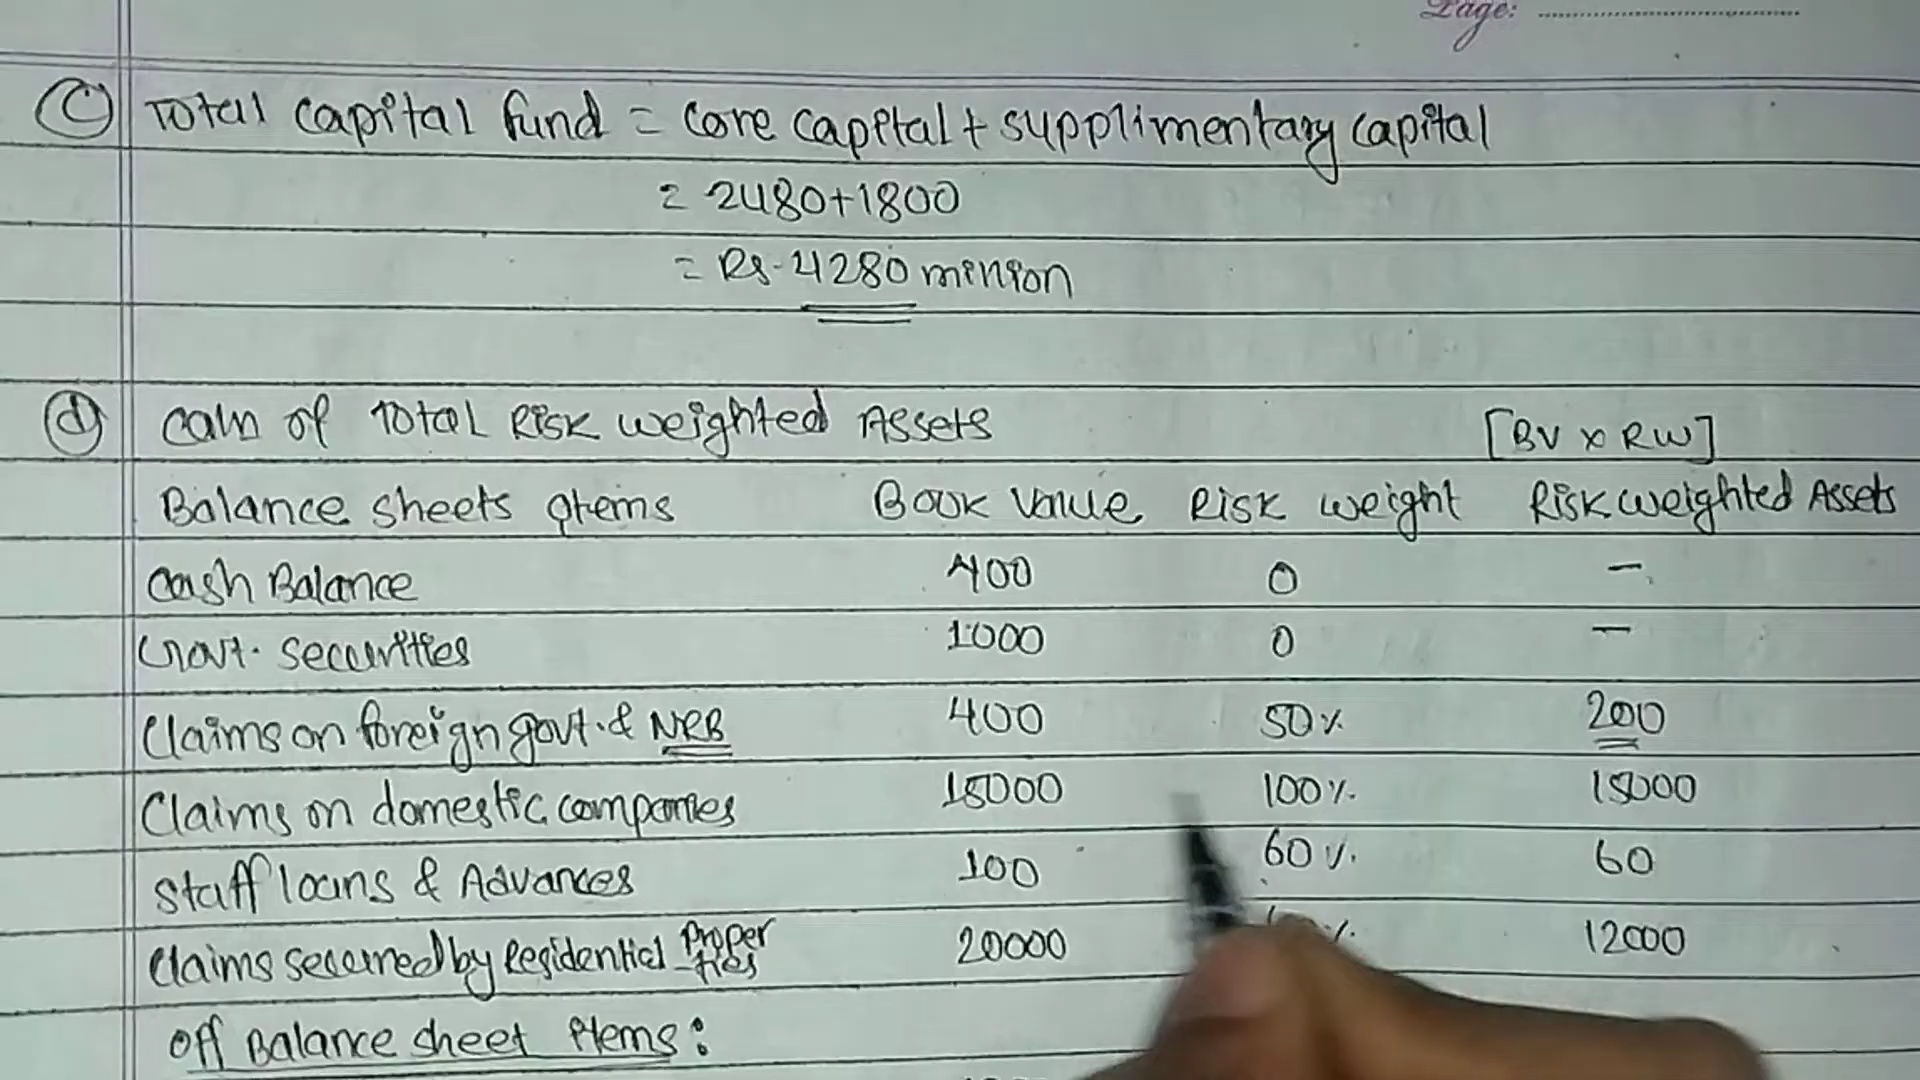 Page:
(C) Total capital fund = core capital + supplimentary capital
= 2480+1800
= Rs. 4280 million
(d) caln of Total Risk weighted Assets [BV x RW]
Balance sheets items Book Value Risk weight Risk weighted Assets
Cash Balance 400 0 -
Govt. securities 1000 0 -
Claims on foreign govt. & NRB 400 50% 200
Claims on domestic companies 15000 100% 15000
Staff loans & Advances 100 60% 60
Claims secured by Residential Properties 20000 % 12000
off Balance sheet items: